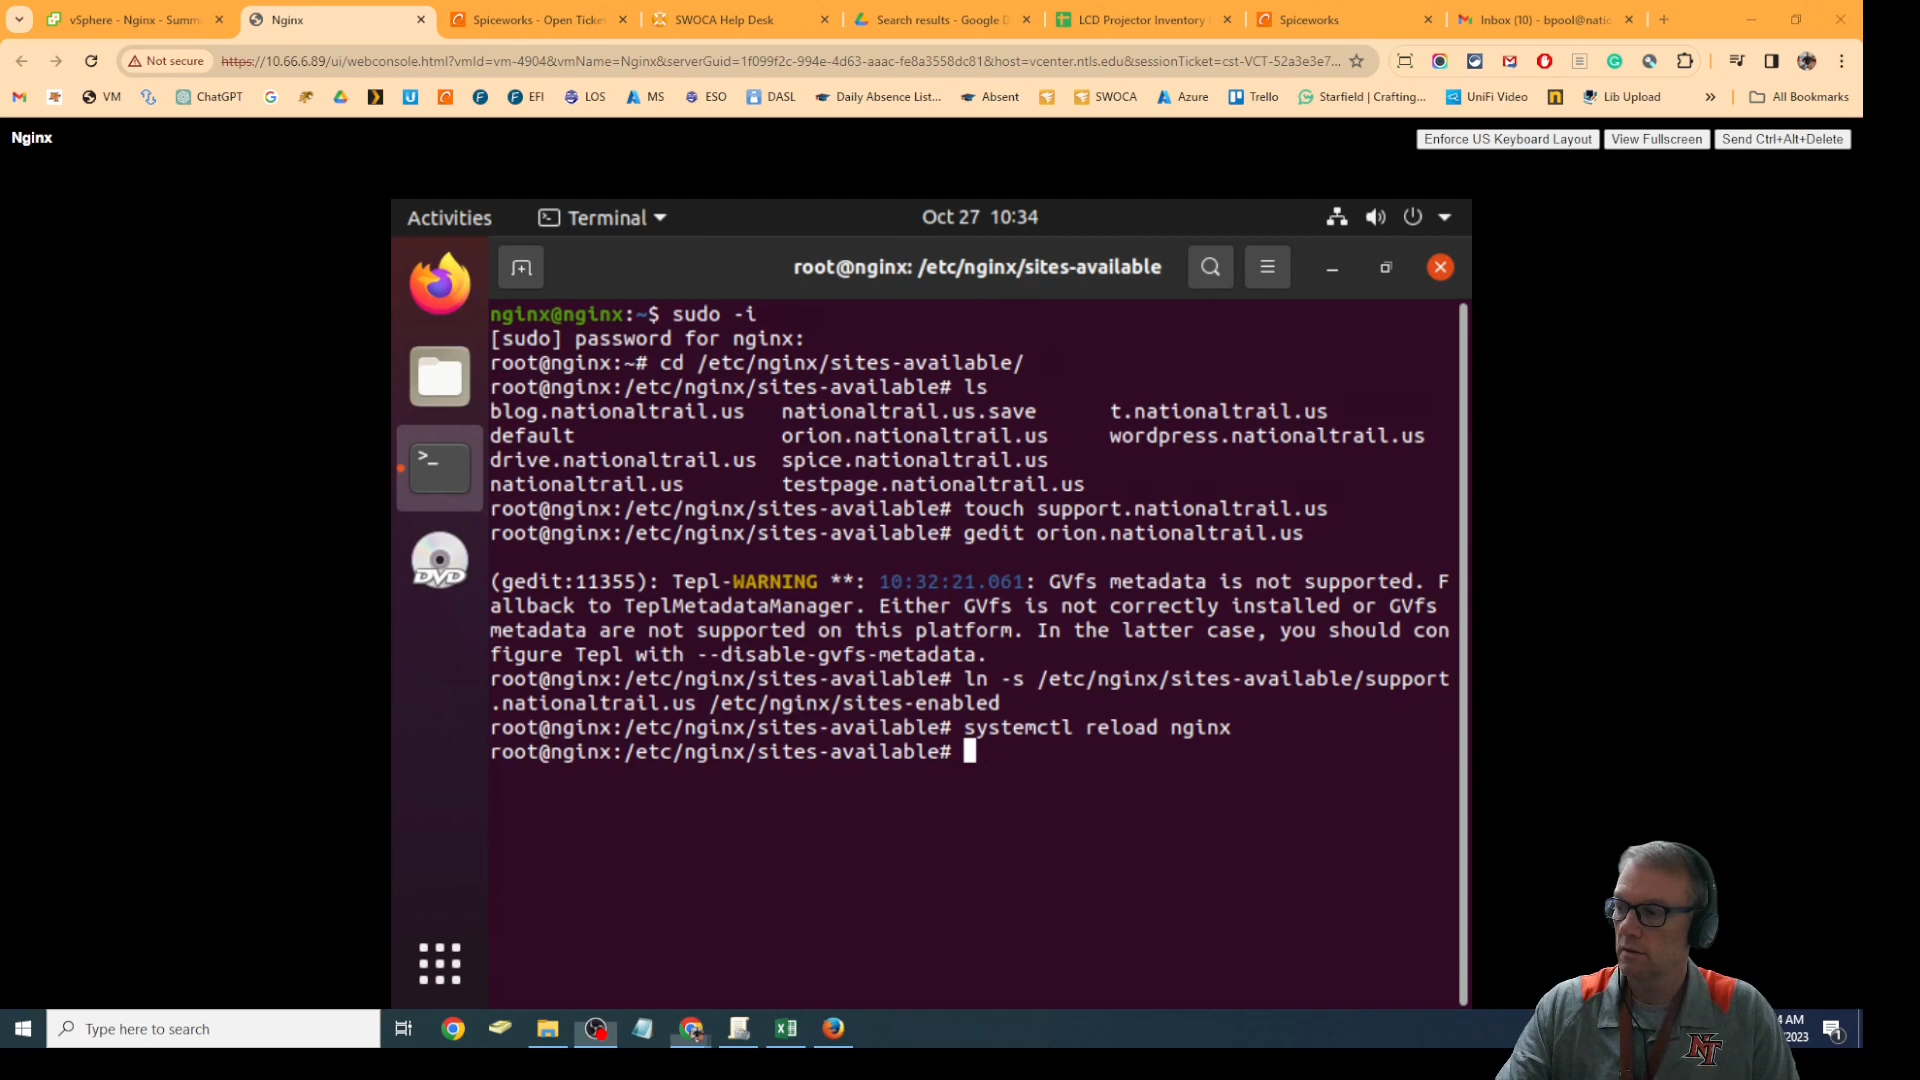 vSphere - Nginx - Summ
Nginx
Spiceworks - Open Ticke
SWOCA Help Desk
Search results - Google D
LCD Projector Inventory
Spiceworks
Inbox (10) - bpool@natio
Not secure
https://10.66.6.89/ui/webconsole.html?vmId=vm-4904&vmName=Nginx&serverGuid=1f099f2c-994e-4d63-aaac-fe8a3558dc81&host=vcenter.ntls.edu&sessionTicket=cst-VCT-52a3e3e7...
VM
ChatGPT
EFI
LOS
MS
ESO
DASL
Daily Absence List...
Absent
SWOCA
Azure
Trello
Starfield | Crafting...
UniFi Video
Lib Upload
»
All Bookmarks
Nginx
Enforce US Keyboard Layout
View Fullscreen
Send Ctrl+Alt+Delete
Activities
Terminal
Oct 27 10:34
root@nginx: /etc/nginx/sites-available
nginx@nginx:~$ sudo -i
[sudo] password for nginx:
root@nginx:~# cd /etc/nginx/sites-available/
root@nginx:/etc/nginx/sites-available# ls
blog.nationaltrail.us nationaltrail.us.save t.nationaltrail.us
default orion.nationaltrail.us wordpress.nationaltrail.us
drive.nationaltrail.us spice.nationaltrail.us
nationaltrail.us testpage.nationaltrail.us
root@nginx:/etc/nginx/sites-available# touch support.nationaltrail.us
root@nginx:/etc/nginx/sites-available# gedit orion.nationaltrail.us
(gedit:11355): Tepl-WARNING **: 10:32:21.061: GVfs metadata is not supported. F
allback to TeplMetadataManager. Either GVfs is not correctly installed or GVfs
metadata are not supported on this platform. In the latter case, you should con
figure Tepl with --disable-gvfs-metadata.
root@nginx:/etc/nginx/sites-available# ln -s /etc/nginx/sites-available/support
.nationaltrail.us /etc/nginx/sites-enabled
root@nginx:/etc/nginx/sites-available# systemctl reload nginx
root@nginx:/etc/nginx/sites-available#
DVD
Type here to search
4 AM
/2023
1
NT